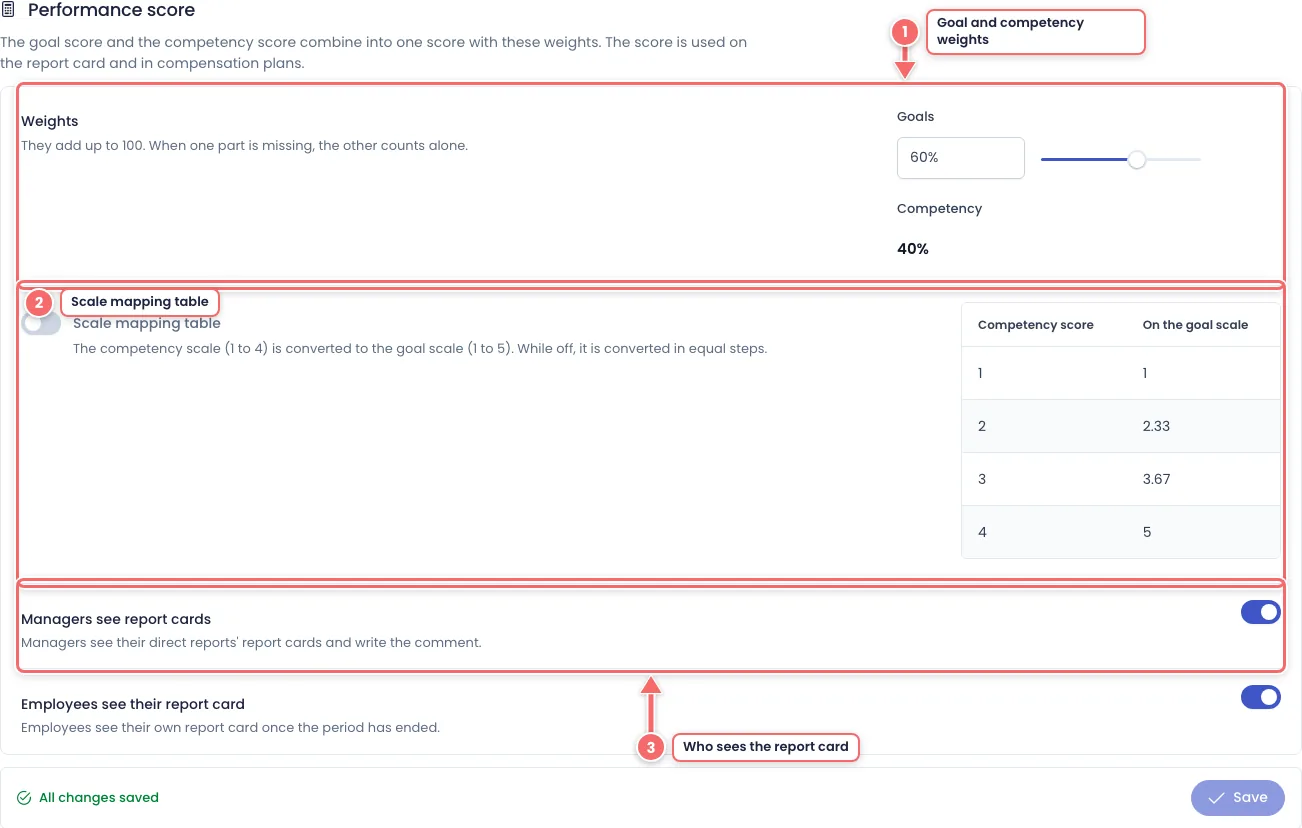 Performance score
The goal score and the competency score combine into one score with these weights. The score is used on
the report card and in compensation plans.
1
Goal and competency
weights
Weights
They add up to 100. When one part is missing, the other counts alone.
Goals
60%
Competency
40%
2
Scale mapping table
Scale mapping table
The competency scale (1 to 4) is converted to the goal scale (1 to 5). While off, it is converted in equal steps.
Competency score On the goal scale
1 1
2 2.33
3 3.67
4 5
Managers see report cards
Managers see their direct reports' report cards and write the comment.
Employees see their report card
Employees see their own report card once the period has ended.
3
Who sees the report card
All changes saved
Save